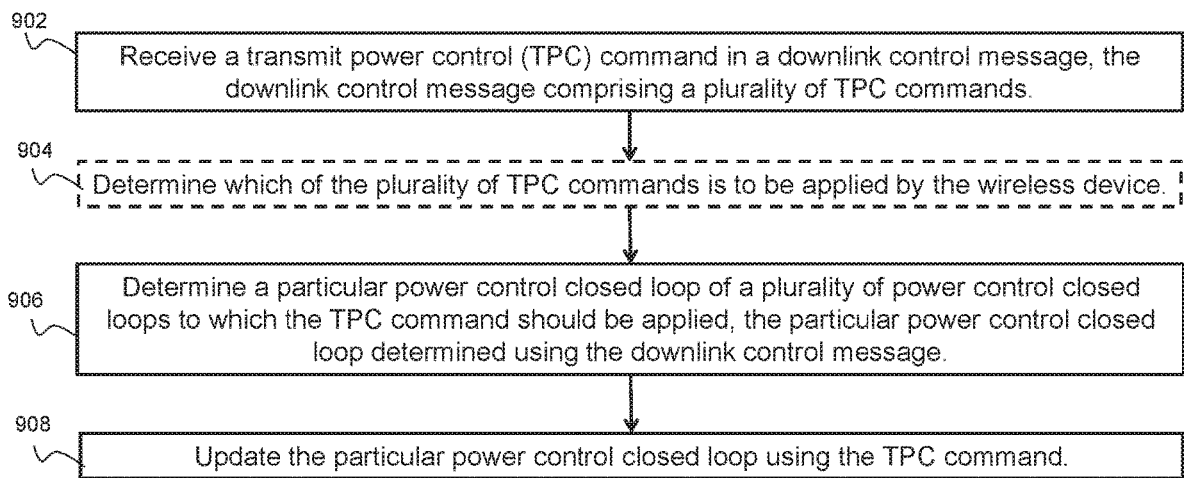 902
Receive a transmit power control (TPC) command in a downlink control message, the
downlink control message comprising a plurality of TPC commands.
904
Determine which of the plurality of TPC commands is to be applied by the wireless device.
906
Determine a particular power control closed loop of a plurality of power control closed
loops to which the TPC command should be applied, the particular power control closed
loop determined using the downlink control message.
908
Update the particular power control closed loop using the TPC command.